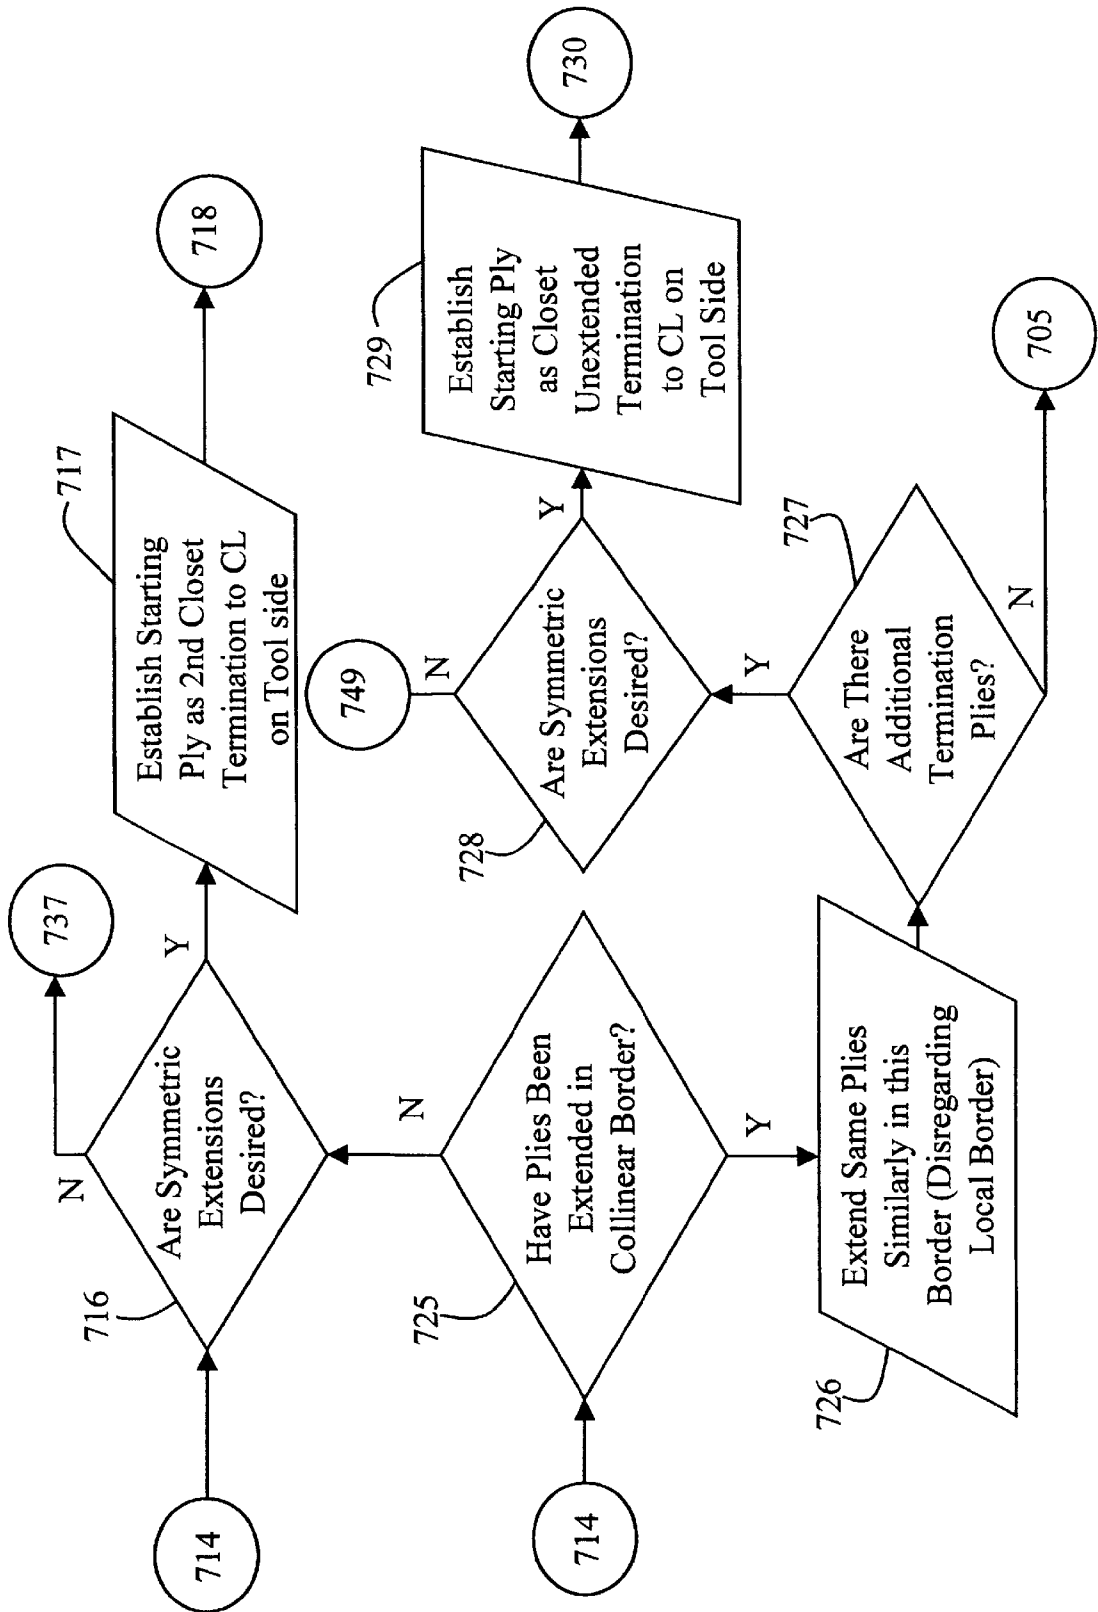 714
716
Are Symmetric
Extensions
Desired?
N
737
Y
717
Establish Starting
Ply as 2nd Closet
Termination to CL
on Tool side
718
714
725
Have Plies Been
Extended in
Collinear Border?
N
Y
726
Extend Same Plies
Similarly in this
Border (Disregarding
Local Border)
727
Are There
Additional
Termination
Plies?
Y
N
705
728
Are Symmetric
Extensions
Desired?
N
749
Y
729
Establish
Starting Ply
as Closet
Unextended
Termination
to CL on
Tool Side
730